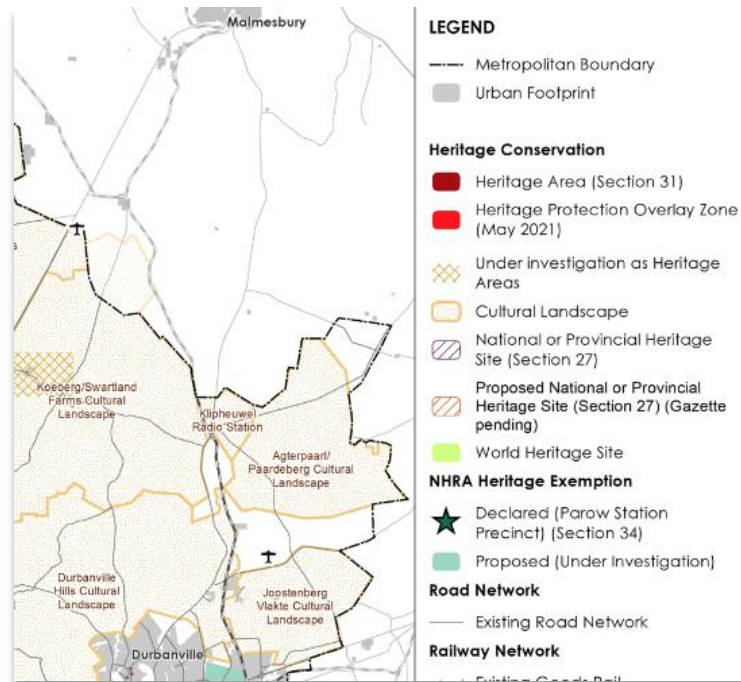 Malmesbury
s
Koeberg/Swartland
Farms Cultural
Landscape
Klipheuwel
Radio Station
Agterpaarl/
Paardeberg Cultural
Landscape
Durbanville
Hills Cultural
Landscape
Joostenberg
Vlakte Cultural
Landscape
Durbanville
LEGEND
Metropolitan Boundary
Urban Footprint
Heritage Conservation
Heritage Area (Section 31)
Heritage Protection Overlay Zone
(May 2021)
Under investigation as Heritage
Areas
Cultural Landscape
National or Provincial Heritage
Site (Section 27)
Proposed National or Provincial
Heritage Site (Section 27) (Gazette
pending)
World Heritage Site
NHRA Heritage Exemption
Declared (Parow Station
Precinct) (Section 34)
Proposed (Under Investigation)
Road Network
Existing Road Network
Railway Network
Existing Goods Rail